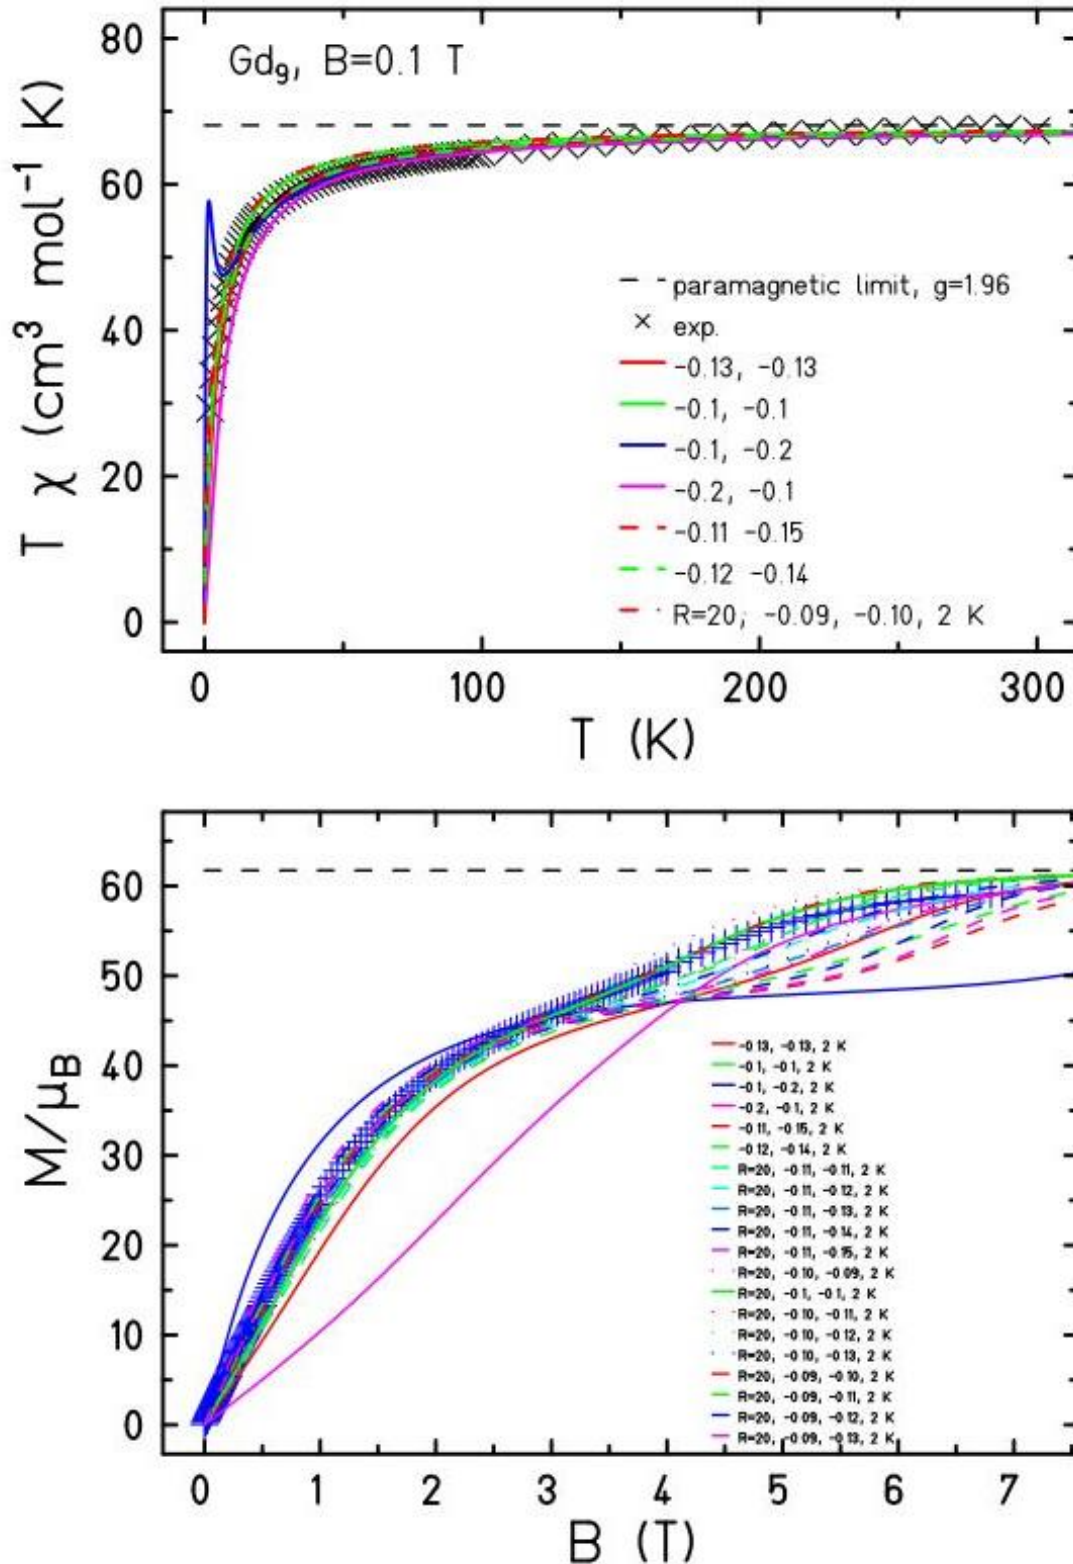 80
60
40
20
0
T χ (cm³ mol⁻¹ K)
Gd₉, B=0.1 T
paramagnetic limit, g=1.96
exp.
-0.13, -0.13
-0.1, -0.1
-0.1, -0.2
-0.2, -0.1
-0.11 -0.15
-0.12 -0.14
R=20, -0.09, -0.10, 2 K
0 100 200 300
T (K)
60
50
40
30
20
10
0
M/μB
-0.13, -0.13, 2 K
-0.1, -0.1, 2 K
-0.1, -0.2, 2 K
-0.2, -0.1, 2 K
-0.11, -0.15, 2 K
-0.12, -0.14, 2 K
R=20, -0.11, -0.11, 2 K
R=20, -0.11, -0.12, 2 K
R=20, -0.11, -0.13, 2 K
R=20, -0.11, -0.14, 2 K
R=20, -0.11, -0.15, 2 K
R=20, -0.10, -0.09, 2 K
R=20, -0.1, -0.1, 2 K
R=20, -0.10, -0.11, 2 K
R=20, -0.10, -0.12, 2 K
R=20, -0.10, -0.13, 2 K
R=20, -0.09, -0.10, 2 K
R=20, -0.09, -0.11, 2 K
R=20, -0.09, -0.12, 2 K
R=20, -0.09, -0.13, 2 K
0 1 2 3 4 5 6 7
B (T)